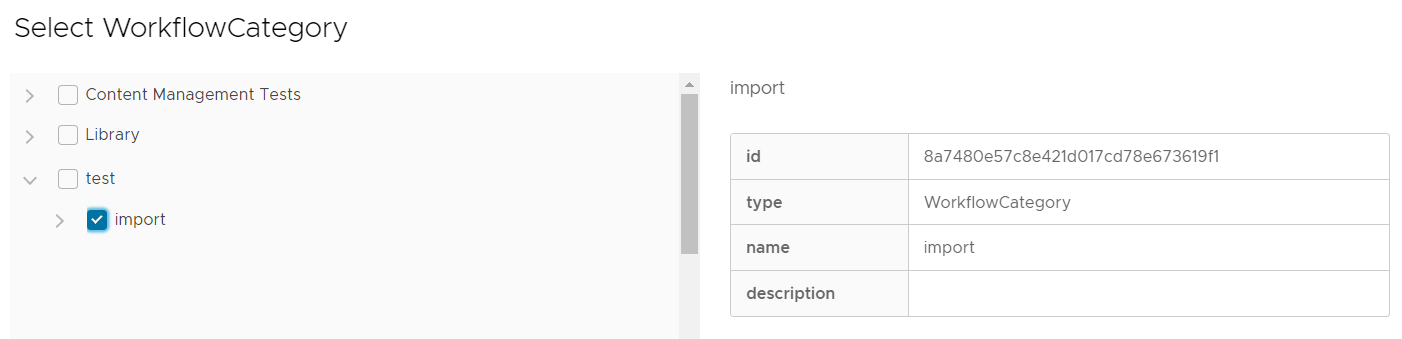 Select WorkflowCategory
Content Management Tests
Library
test
import
import
id 8a7480e57c8e421d017cd78e673619f1
type WorkflowCategory
name import
description